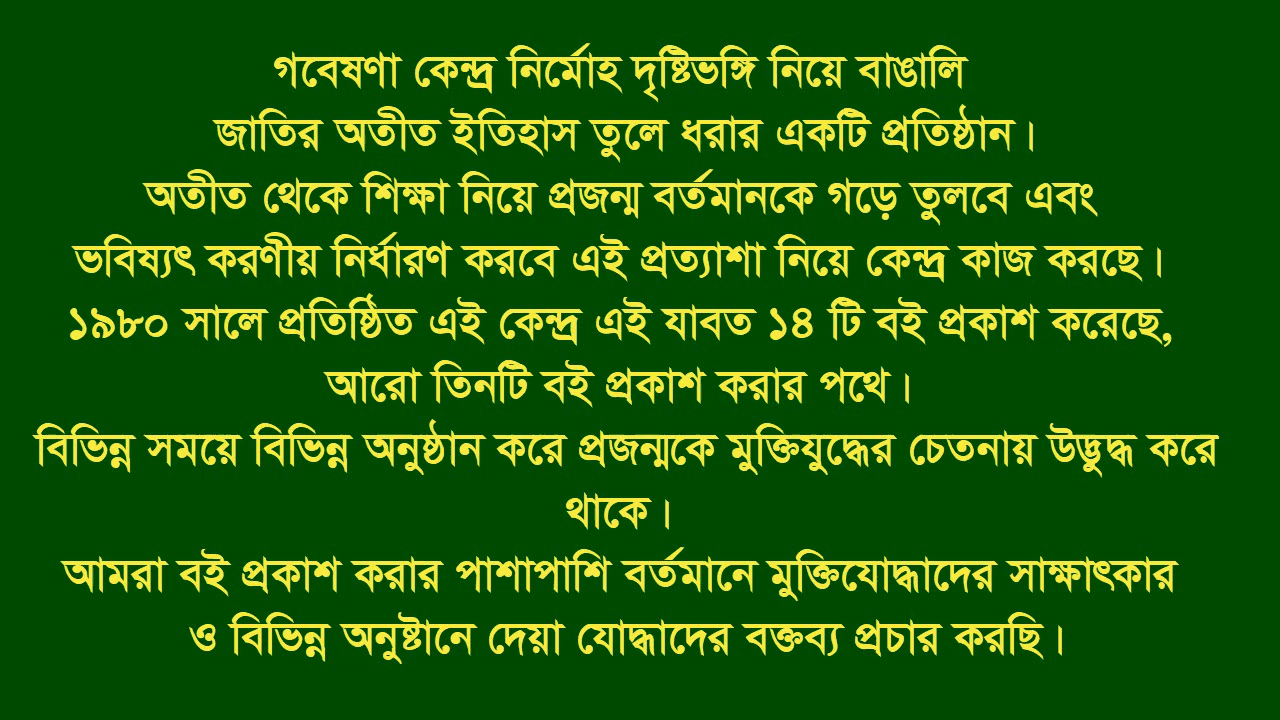 গবেষণা কেন্দ্র নির্মোহ দৃষ্টিভঙ্গি নিয়ে বাঙালি
জাতির অতীত ইতিহাস তুলে ধরার একটি প্রতিষ্ঠান।
অতীত থেকে শিক্ষা নিয়ে প্রজন্ম বর্তমানকে গড়ে তুলবে এবং
ভবিষ্যৎ করণীয় নির্ধারণ করবে এই প্রত্যাশা নিয়ে কেন্দ্র কাজ করছে।
১৯৮০ সালে প্রতিষ্ঠিত এই কেন্দ্র এই যাবত ১৪ টি বই প্রকাশ করেছে,
আরো তিনটি বই প্রকাশ করার পথে।
বিভিন্ন সময়ে বিভিন্ন অনুষ্ঠান করে প্রজন্মকে মুক্তিযুদ্ধের চেতনায় উদ্ভুদ্ধ করে
থাকে।
আমরা বই প্রকাশ করার পাশাপাশি বর্তমানে মুক্তিযোদ্ধাদের সাক্ষাৎকার
ও বিভিন্ন অনুষ্টানে দেয়া যোদ্ধাদের বক্তব্য প্রচার করছি।